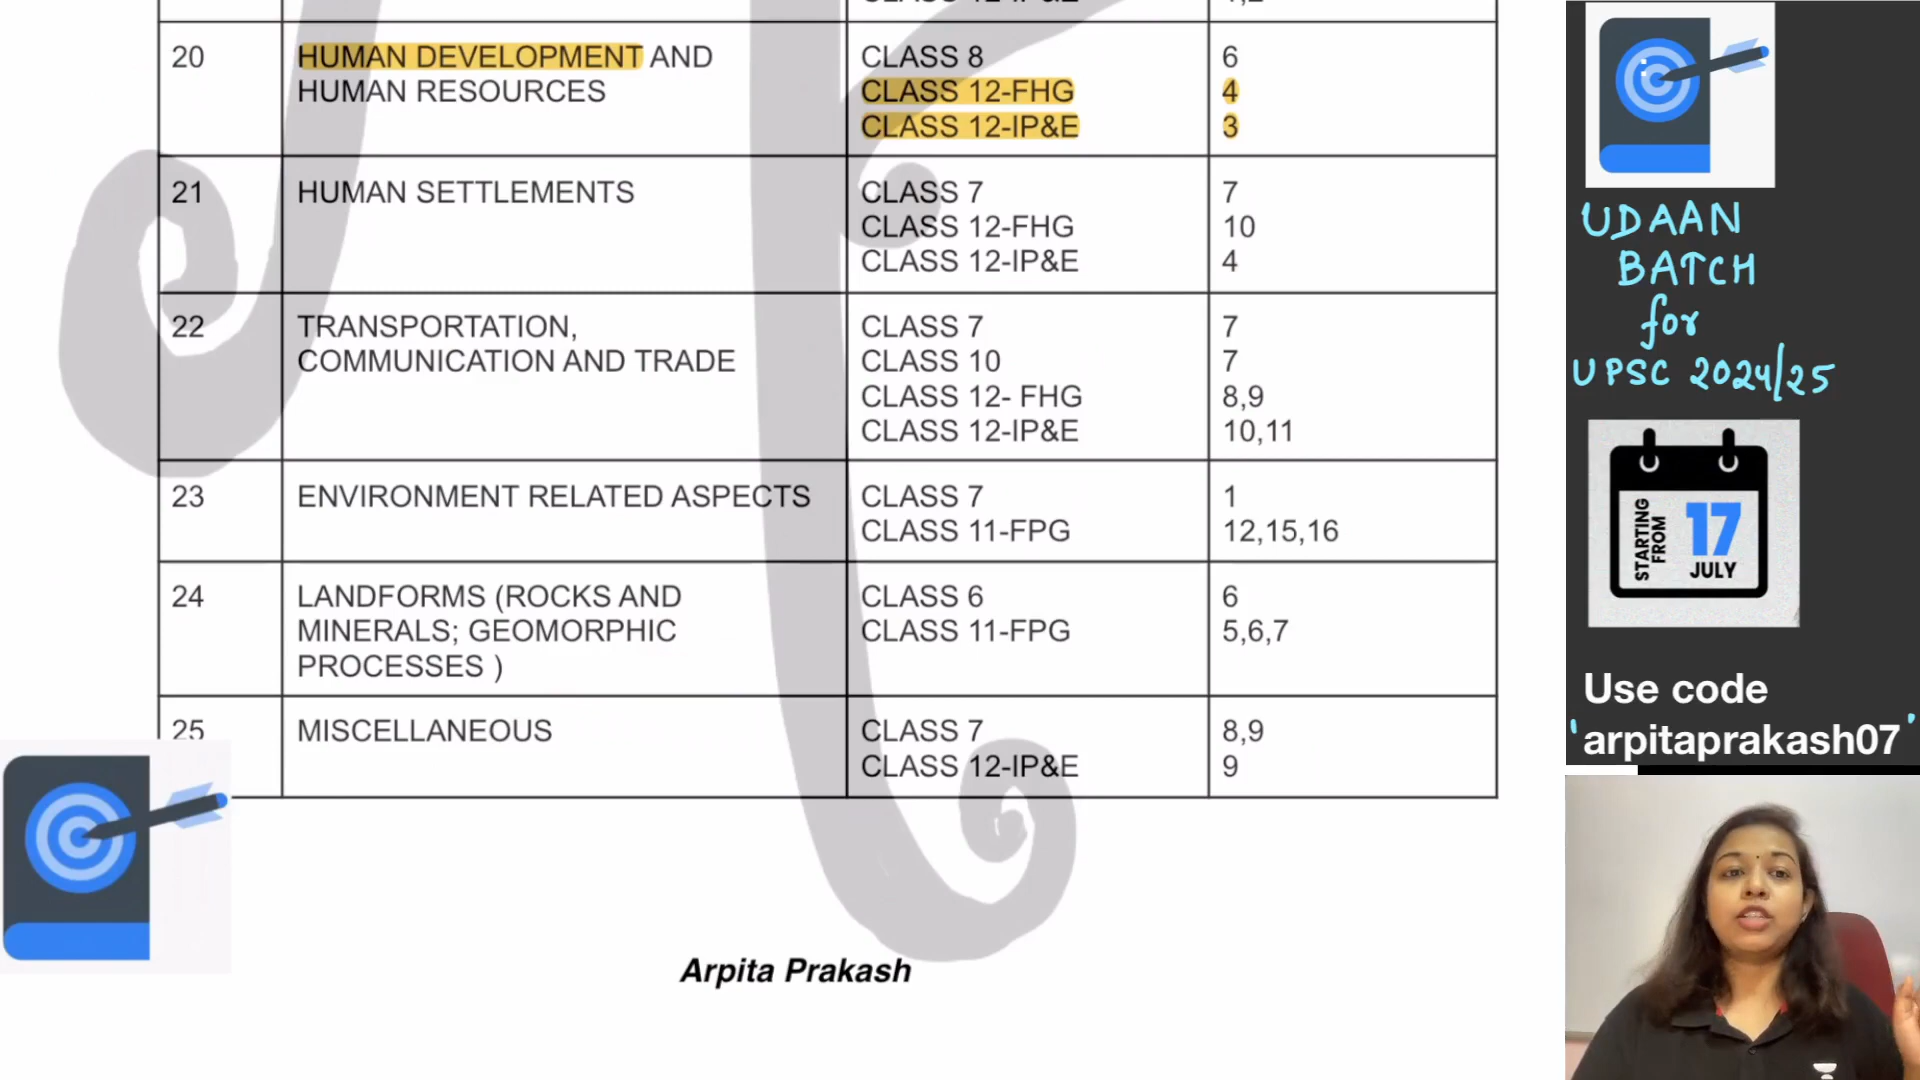 20 HUMAN DEVELOPMENT AND CLASS 8 6
HUMAN RESOURCES CLASS 12-FHG 4
CLASS 12-IP&E 3
21 HUMAN SETTLEMENTS CLASS 7 7
CLASS 12-FHG 10
CLASS 12-IP&E 4
22 TRANSPORTATION, CLASS 7 7
COMMUNICATION AND TRADE CLASS 10 7
CLASS 12- FHG 8,9
CLASS 12-IP&E 10,11
23 ENVIRONMENT RELATED ASPECTS CLASS 7 1
CLASS 11-FPG 12,15,16
24 LANDFORMS (ROCKS AND CLASS 6 6
MINERALS; GEOMORPHIC CLASS 11-FPG 5,6,7
PROCESSES )
25 MISCELLANEOUS CLASS 7 8,9
CLASS 12-IP&E 9
Arpita Prakash
UDAAN
BATCH
for
UPSC 2024/25
STARTING
FROM
17
JULY
Use code
'arpitaprakash07'